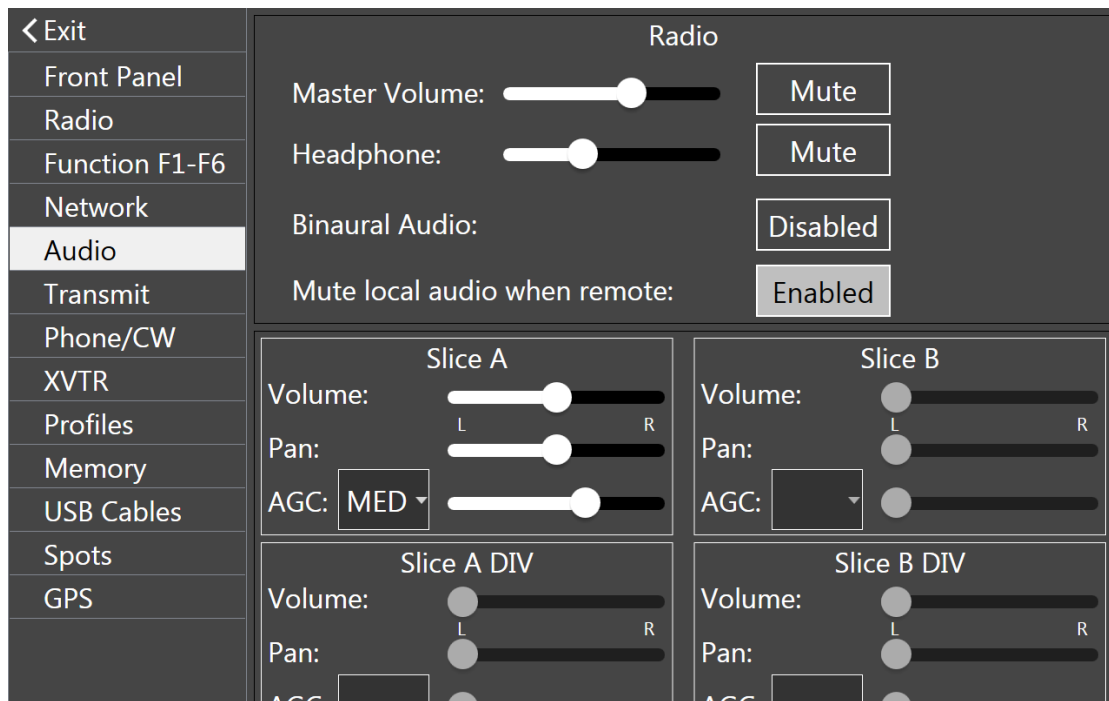 Exit
Front Panel
Radio
Function F1-F6
Network
Audio
Transmit
Phone/CW
XVTR
Profiles
Memory
USB Cables
Spots
GPS
Radio
Master Volume: Mute
Headphone: Mute
Binaural Audio: Disabled
Mute local audio when remote: Enabled
Slice A
Volume:
L R
Pan:
AGC: MED
Slice B
Volume:
L R
Pan:
AGC:
Slice A DIV
Volume:
L R
Pan:
AGC:
Slice B DIV
Volume:
L R
Pan:
AGC: